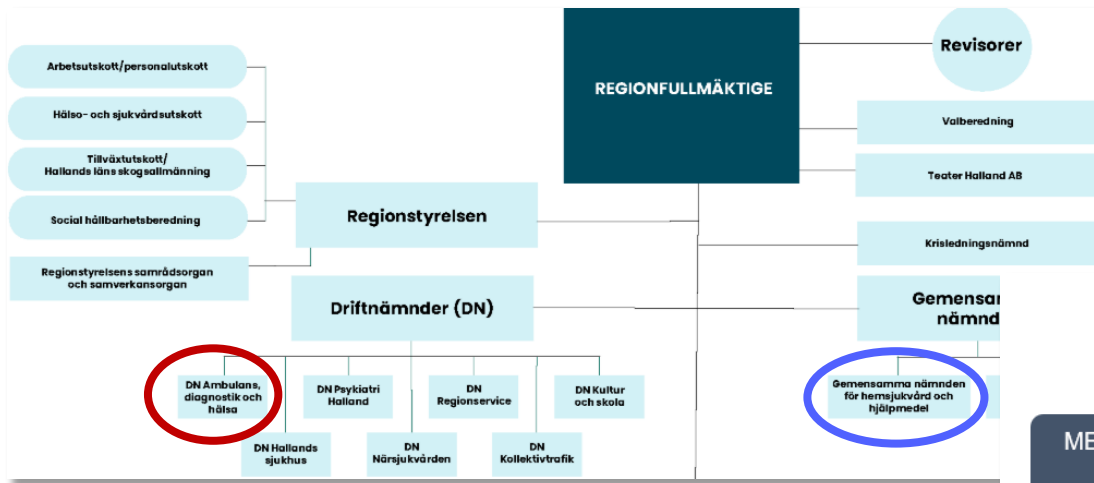 Revisorer
Arbetsutskott/personalutskott
REGIONFULLMÄKTIGE
Hälso- och sjukvårdsutskott
Valberedning
Tillväxtutskott/
Hallands läns skogsallmänning
Teater Halland AB
Social hållbarhetsberedning
Regionstyrelsen
Krisledningsnämnd
Regionstyrelsens samrådsorgan
och samverkansorgan
Driftnämnder (DN)
nämnd
DN Ambulans,
diagnostik och
hälsa
DN Psykiatri
Halland
DN
Regionservice
DN Kultur
och skola
Gemensamma nämnden
för hemsjukvård och
hjälpmedel
DN Hallands
sjukhus
DN
Närsjukvården
DN
Kollektivtrafik